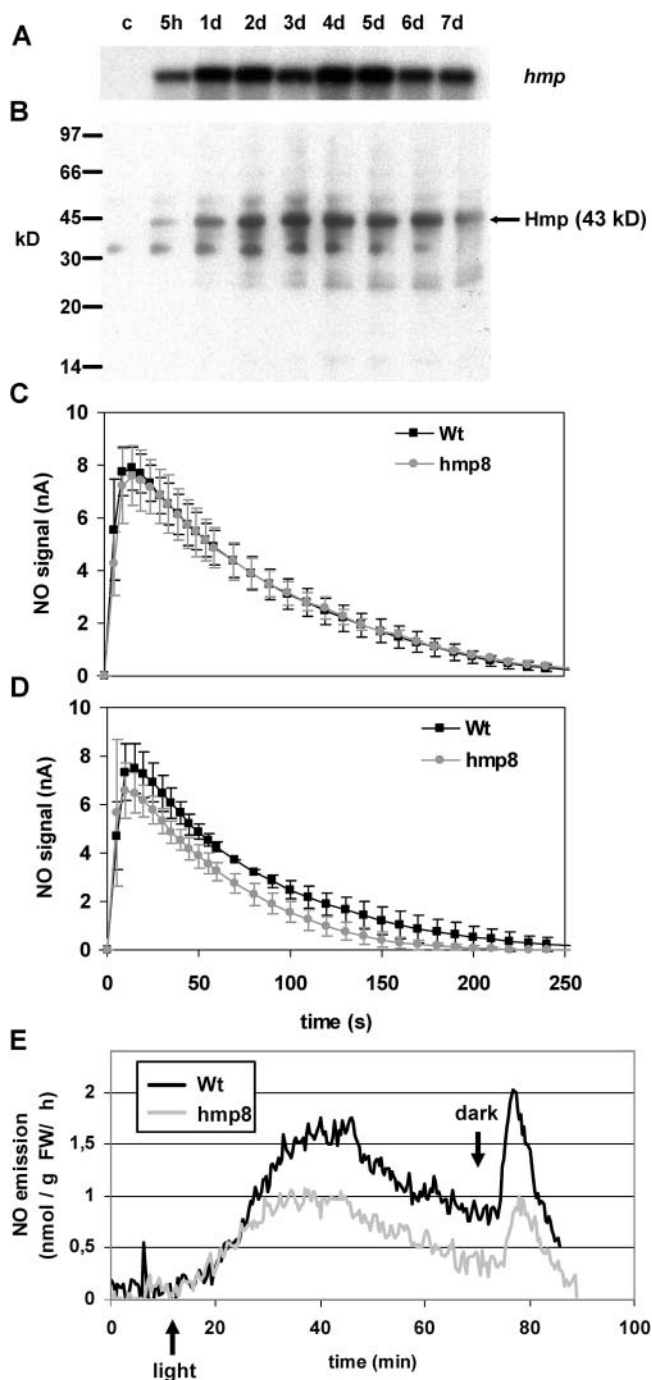 A
c 5h 1d 2d 3d 4d 5d 6d 7d
hmp
B
97
66
45
kD
30
20
14
Hmp (43 kD)
C
10
8
6
4
2
0
NO signal (nA)
Wt
hmp8
D
10
8
6
4
2
0
NO signal (nA)
Wt
hmp8
0 50 100 150 200 250
time (s)
E
2
1,5
1
0,5
0
NO emission
(nmol / g FW/ h)
Wt
hmp8
dark
0 20 40 60 80 100
light
time (min)